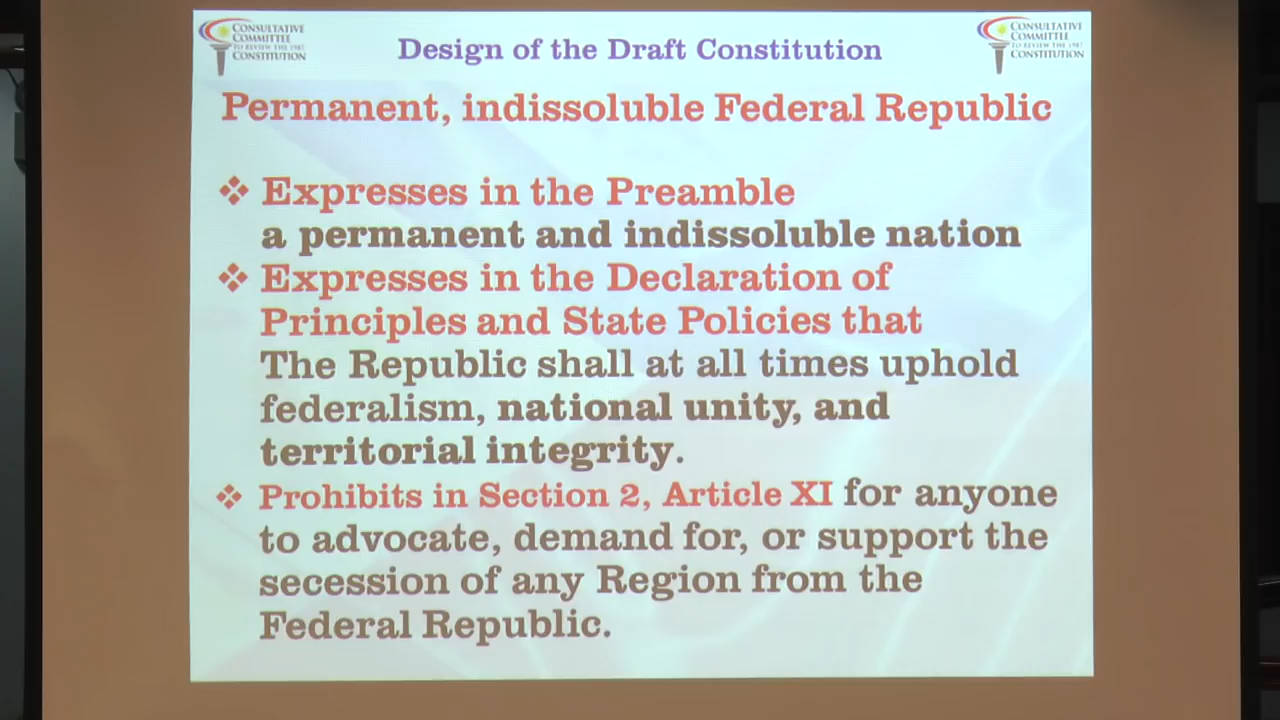 CONSULTATIVE
COMMITTEE
TO REVIEW THE 1987
CONSTITUTION
Design of the Draft Constitution
CONSULTATIVE
COMMITTEE
TO REVIEW THE 1987
CONSTITUTION
Permanent, indissoluble Federal Republic
❖ Expresses in the Preamble
a permanent and indissoluble nation
❖ Expresses in the Declaration of
Principles and State Policies that
The Republic shall at all times uphold
federalism, national unity, and
territorial integrity.
❖ Prohibits in Section 2, Article XI for anyone
to advocate, demand for, or support the
secession of any Region from the
Federal Republic.